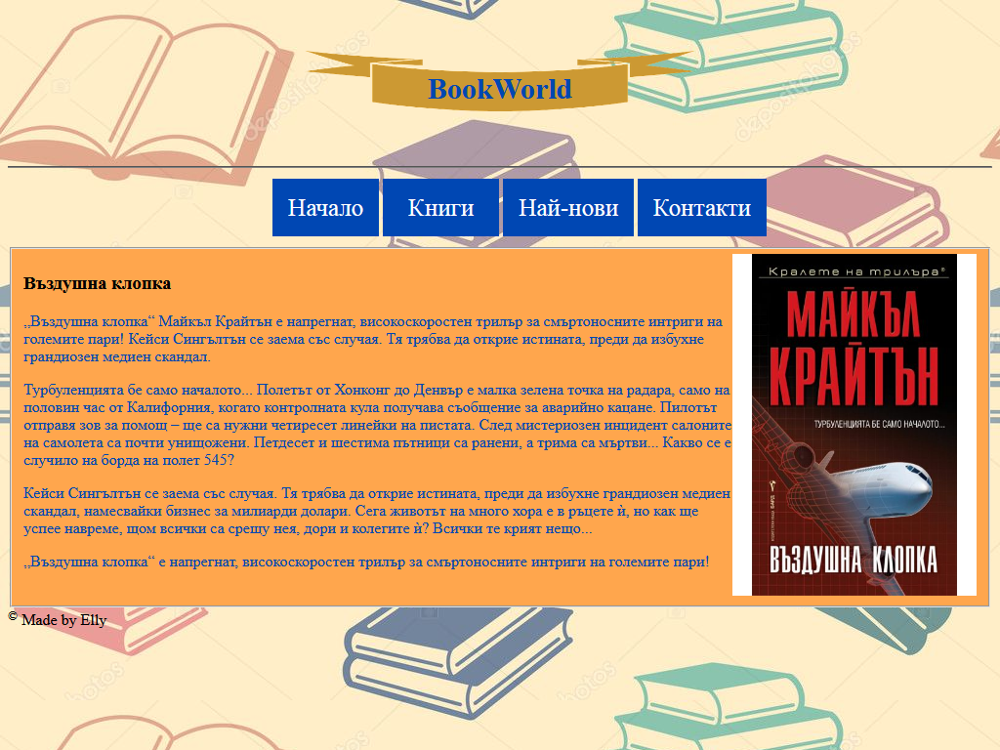 BookWorld
Начало
Книги
Най-нови
Контакти
Въздушна клопка
„Въздушна клопка“ Майкъл Крайтън е напрегнат, високоскоростен трилър за смъртоносните интриги на
големите пари! Кейси Сингълтън се заема със случая. Тя трябва да открие истината, преди да избухне
грандиозен медиен скандал.
Турбуленцията бе само началото... Полетът от Хонконг до Денвър е малка зелена точка на радара, само на
половин час от Калифорния, когато контролната кула получава съобщение за аварийно кацане. Пилотът
отправя зов за помощ – ще са нужни четиресет линейки на пистата. След мистериозен инцидент салоните
на самолета са почти унищожени. Петдесет и шестима пътници са ранени, а трима са мъртви... Какво се е
случило на борда на полет 545?
Кейси Сингълтън се заема със случая. Тя трябва да открие истината, преди да избухне грандиозен медиен
скандал, намесвайки бизнес за милиарди долари. Сега животът на много хора е в ръцете ѝ, но как ще
успее навреме, щом всички са срещу нея, дори и колегите ѝ? Всички те крият нещо...
„Въздушна клопка“ е напрегнат, високоскоростен трилър за смъртоносните интриги на големите пари!
Кралете на трилъра®
МАЙКЪЛ
КРАЙТЪН
ТУРБУЛЕНЦИЯТА БЕ САМО НАЧАЛОТО...
ВЪЗДУШНА КЛОПКА
© Made by Elly
depositphotos
depositphotos